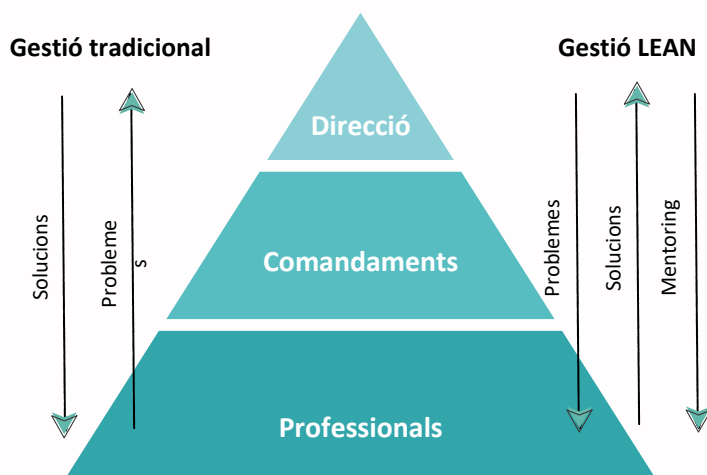 Gestió tradicional
Gestió LEAN
Direcció
Comandaments
Professionals
Solucions
Probleme
s
Problemes
Solucions
Mentoring